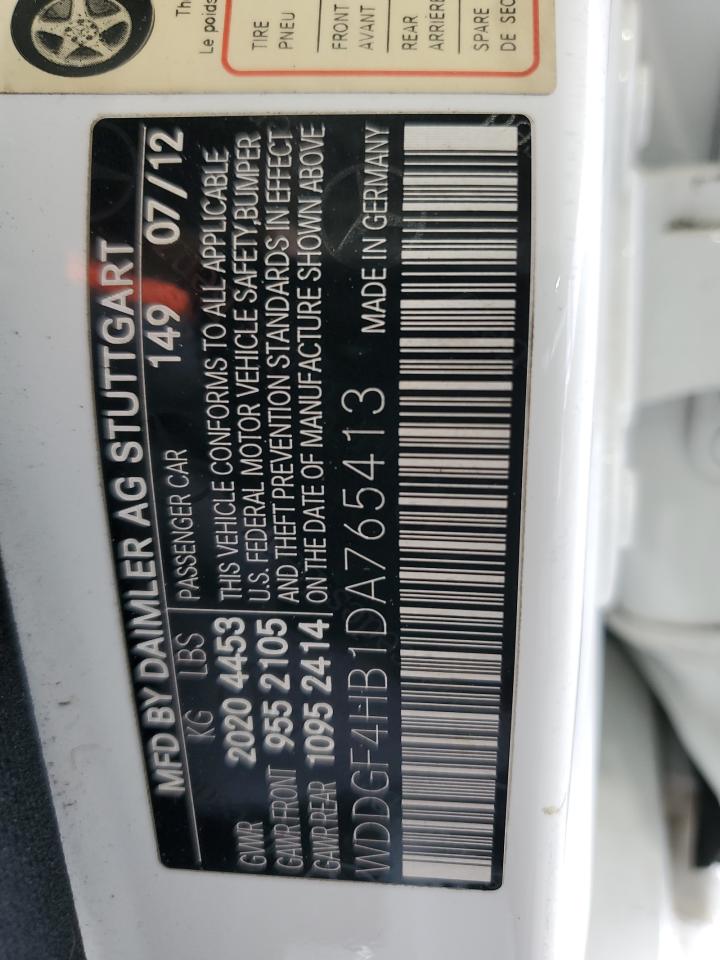 Th
Le poids
TIRE
PNEU
FRONT
AVANT
REAR
ARRIÈRE
SPARE
DE SEC
MFD BY DAIMLER AG STUTTGART
KG LBS
149 07/12
PASSENGER CAR
GVWR 2020 4453
GAWR FRONT 955 2105
GAWR REAR 1095 2414
THIS VEHICLE CONFORMS TO ALL APPLICABLE
U.S. FEDERAL MOTOR VEHICLE SAFETY,BUMPER
AND THEFT PREVENTION STANDARDS IN EFFECT
ON THE DATE OF MANUFACTURE SHOWN ABOVE
WDDGF4HB1DA765413
MADE IN GERMANY